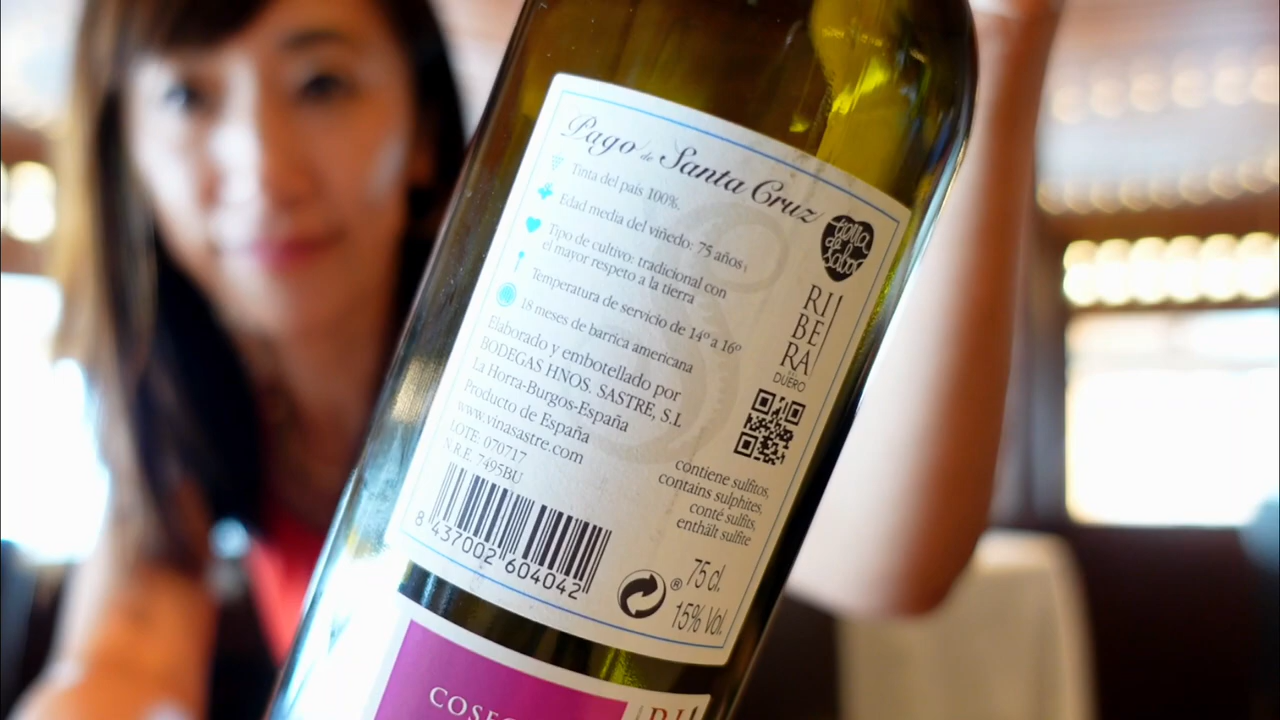 Pago de Santa Cruz
Tinta del país 100%.
Edad media del viñedo: 75 años,
Tipo de cultivo: tradicional con
el mayor respeto a la tierra
Temperatura de servicio de 14º a 16º
18 meses de barrica americana
Elaborado y embotellado por
BODEGAS HNOS. SASTRE, S.L
La Horra-Burgos-España
Producto de España
www.vinasastre.com
LOTE: 070717
N.R.E. 7495BU
8 437002 604042
tierra
de sabor
RI
BE
RA
DUERO
contiene sulfitos,
contains sulphites,
conté sulfits,
enthält sulfite
® 75 cl.
15% Vol.